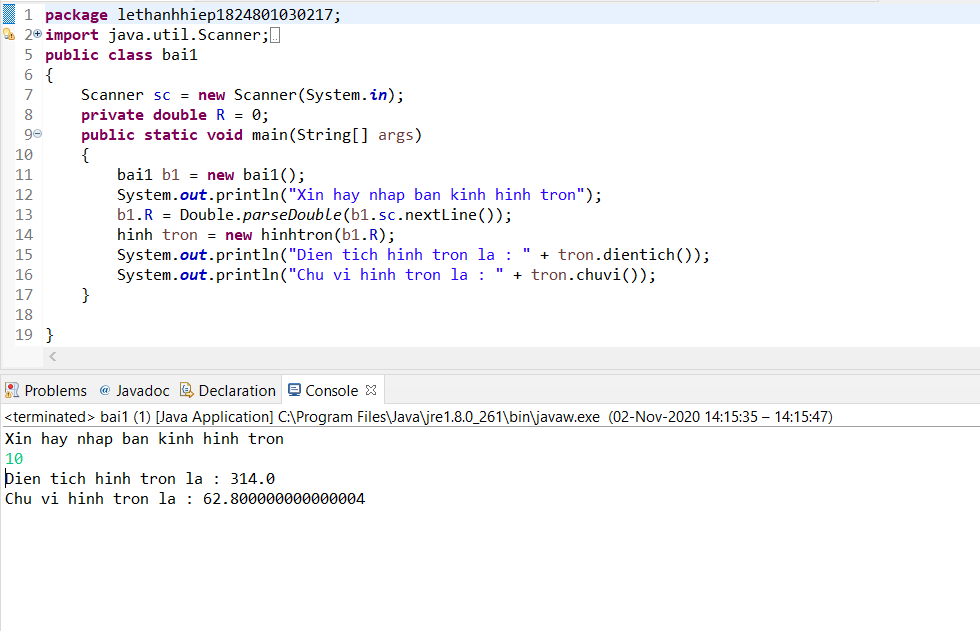 1 package lethanhhiep1824801030217;
2 import java.util.Scanner;
5 public class bai1
6 {
7     Scanner sc = new Scanner(System.in);
8     private double R = 0;
9     public static void main(String[] args)
10     {
11         bai1 b1 = new bai1();
12         System.out.println("Xin hay nhap ban kinh hinh tron");
13         b1.R = Double.parseDouble(b1.sc.nextLine());
14         hinh tron = new hinhtron(b1.R);
15         System.out.println("Dien tich hinh tron la : " + tron.dientich());
16         System.out.println("Chu vi hinh tron la : " + tron.chuvi());
17     }
18
19 }
Problems @ Javadoc Declaration Console
<terminated> bai1 (1) [Java Application] C:\Program Files\Java\jre1.8.0_261\bin\javaw.exe (02-Nov-2020 14:15:35 – 14:15:47)
Xin hay nhap ban kinh hinh tron
10
Dien tich hinh tron la : 314.0
Chu vi hinh tron la : 62.800000000000004